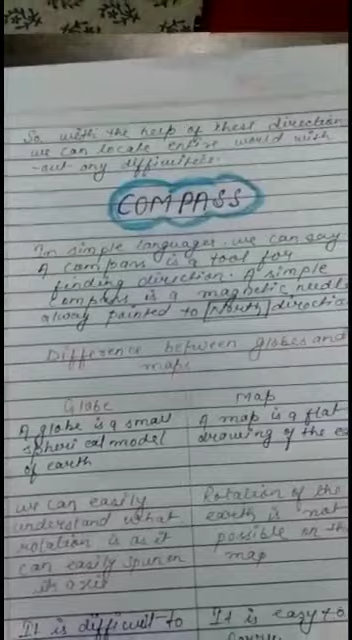 So with the help of these direction
we can locate entire world with
-out any difficulties.
COMPASS
In simple languages we can say
A compass is a tool for
finding direction. A simple
compass is a magnetic needle
always pointed to [North] direction
Difference between globes and
maps
Globe
A globe is a small
spheri cal model
of earth
we can easily
understand what
rotation is as it
can easily spun on
its axis
It is difficult to
Map
A map is a flat
drawing of the ea
Rotation of the
earth is not
possible on the
map
It is easy to